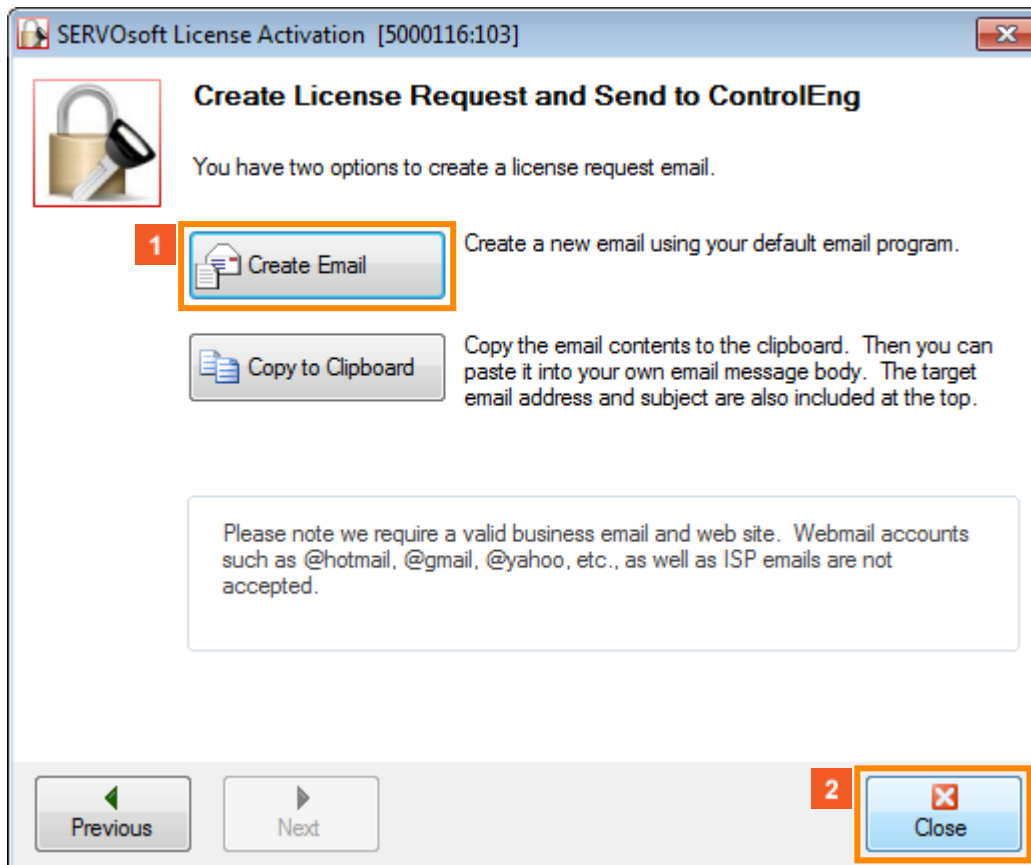 SERVOsoft License Activation [5000116:103]
Create License Request and Send to ControlEng
You have two options to create a license request email.
1
Create Email
Create a new email using your default email program.
Copy to Clipboard
Copy the email contents to the clipboard. Then you can
paste it into your own email message body. The target
email address and subject are also included at the top.
Please note we require a valid business email and web site. Webmail accounts
such as @hotmail, @gmail, @yahoo, etc., as well as ISP emails are not
accepted.
Previous
Next
2
Close